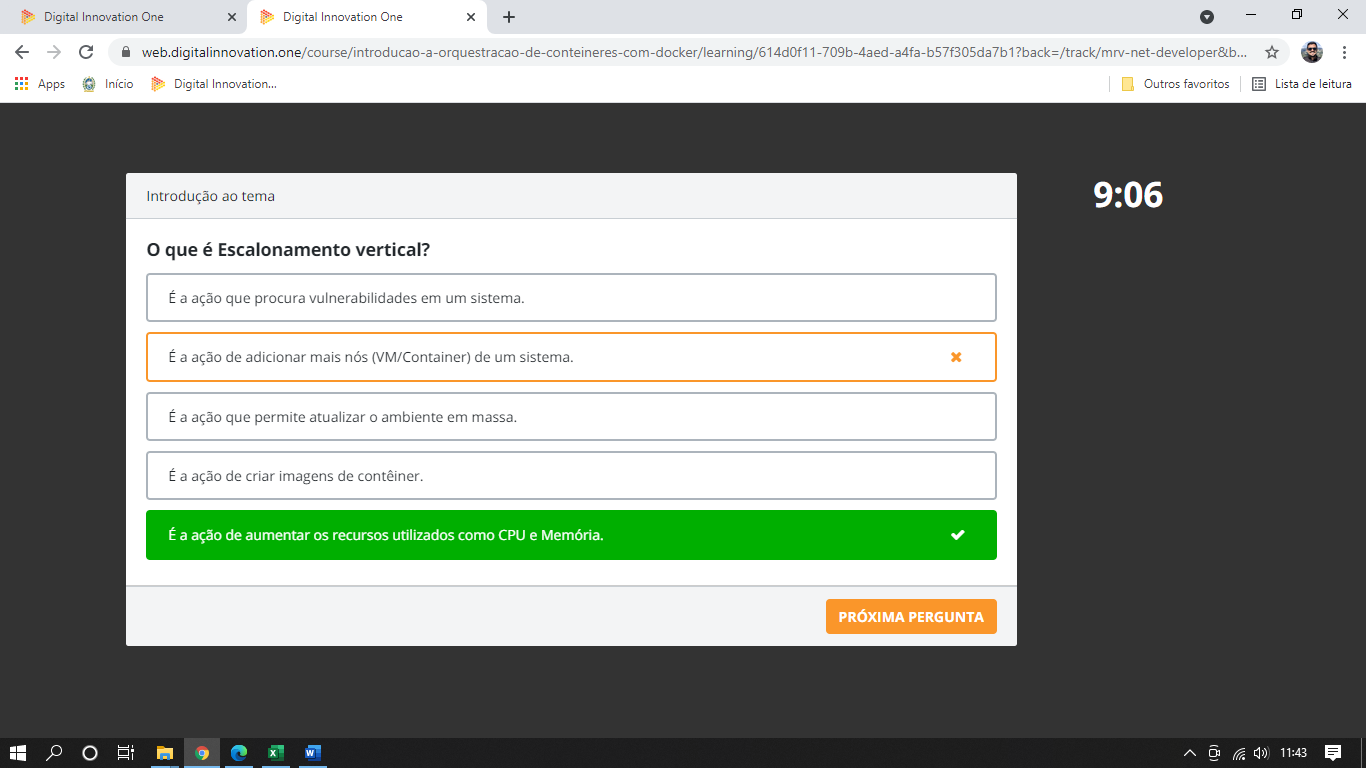 Digital Innovation One
Digital Innovation One
web.digitalinnovation.one/course/introducao-a-orquestracao-de-conteineres-com-docker/learning/614d0f11-709b-4aed-a4fa-b57f305da7b1?back=/track/mrv-net-developer&b...
Apps
Início
Digital Innovation...
Outros favoritos
Lista de leitura
Introdução ao tema
9:06
O que é Escalonamento vertical?
É a ação que procura vulnerabilidades em um sistema.
É a ação de adicionar mais nós (VM/Container) de um sistema.
É a ação que permite atualizar o ambiente em massa.
É a ação de criar imagens de contêiner.
É a ação de aumentar os recursos utilizados como CPU e Memória.
PRÓXIMA PERGUNTA
11:43